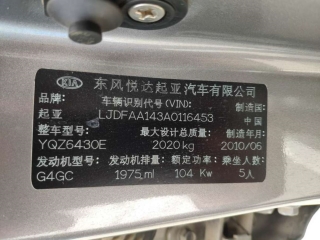 KIA 东风悦达起亚汽车有限公司
品牌: 车辆识别代号(VIN): 制造国:
起亚 LJDFAA143A0116453 中国
整车型号: 最大设计总质量: 制造年月:
YQZ6430E 2020kg 2010/06
发动机型号: 发动机排量: 额定功率: 乘坐人数:
G4GC 1975ml 104 Kw 5人